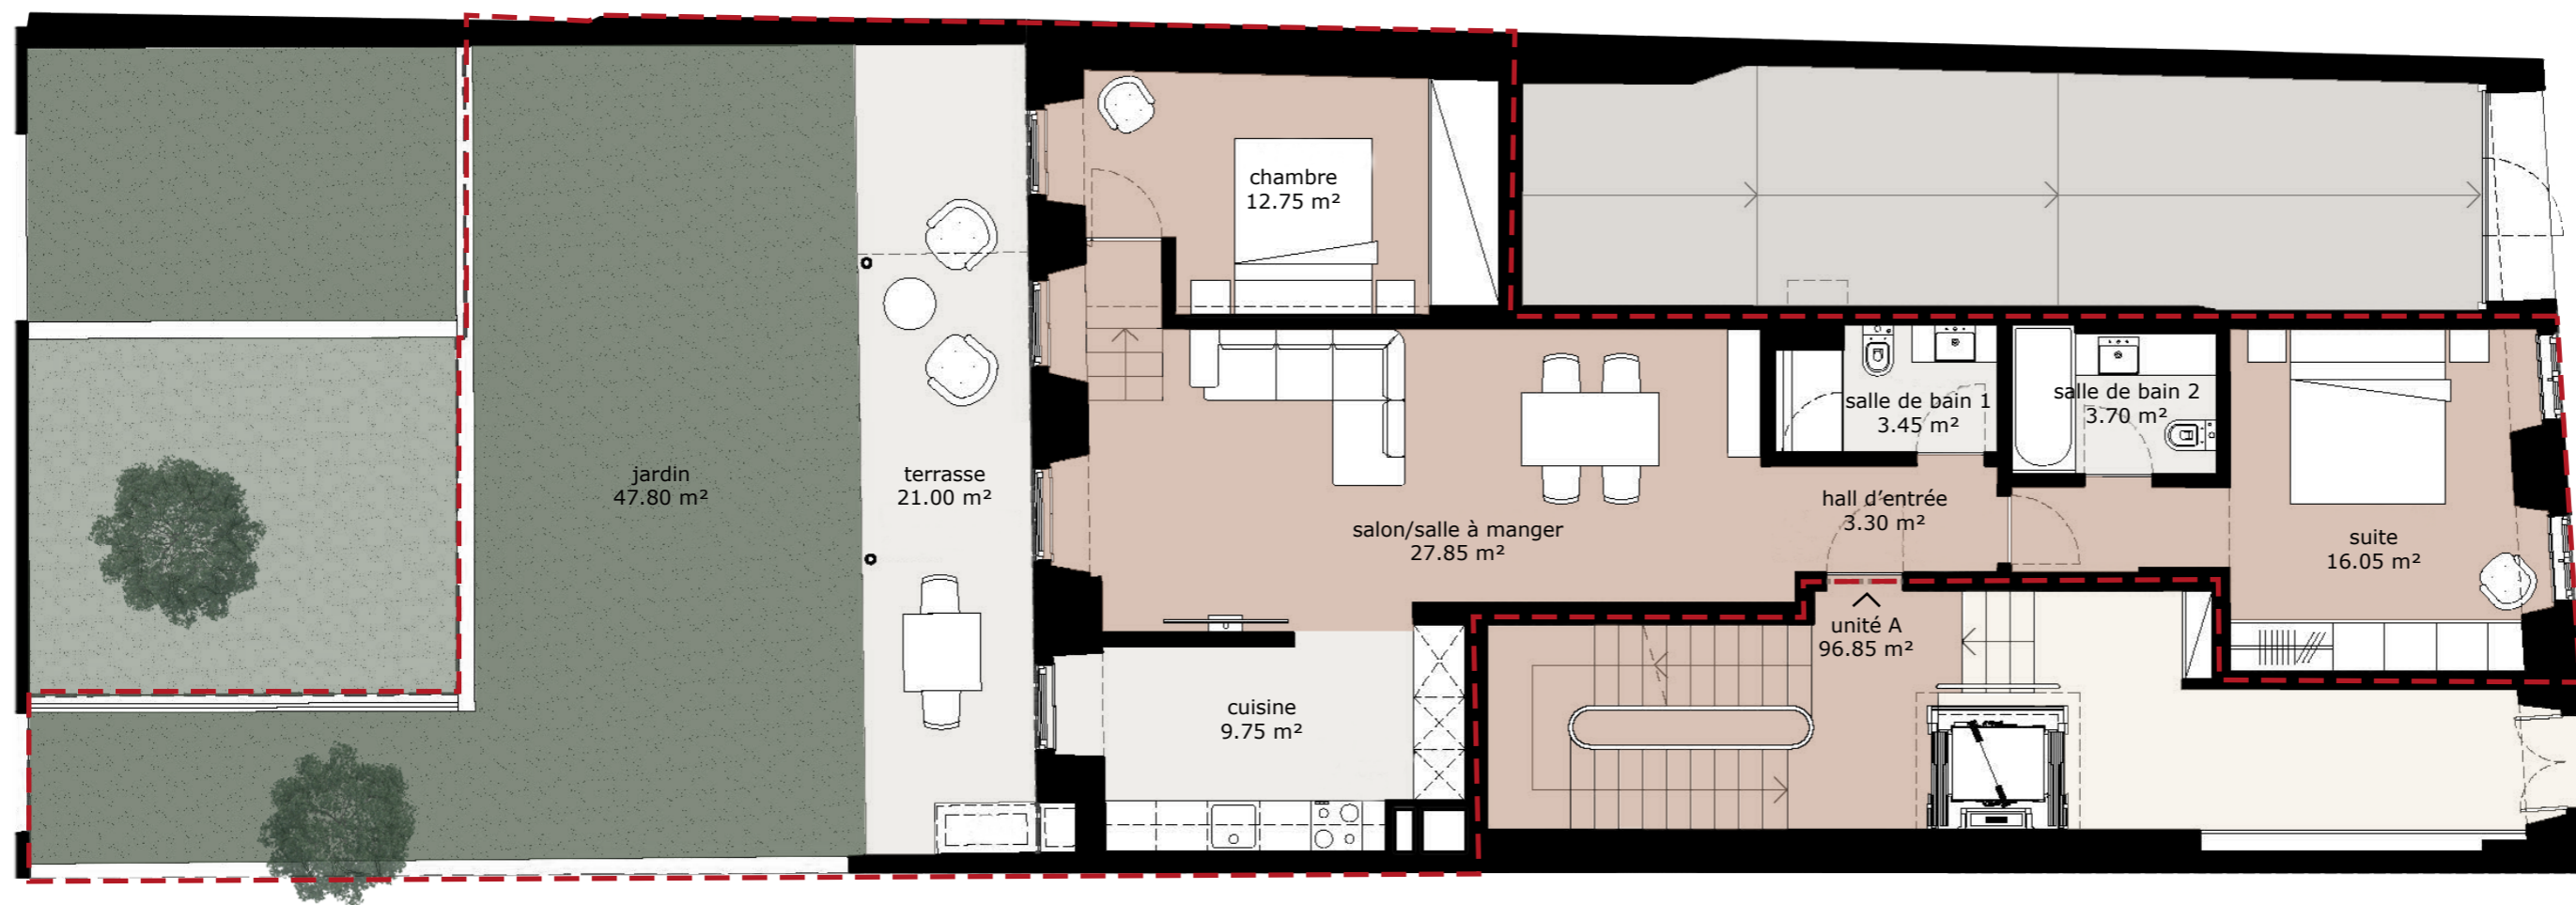 chambre
12.75 m²
jardin
47.80 m²
terrasse
21.00 m²
salon/salle à manger
27.85 m²
cuisine
9.75 m²
salle de bain 1
3.45 m²
salle de bain 2
3.70 m²
hall d’entrée
3.30 m²
suite
16.05 m²
unité A
96.85 m²